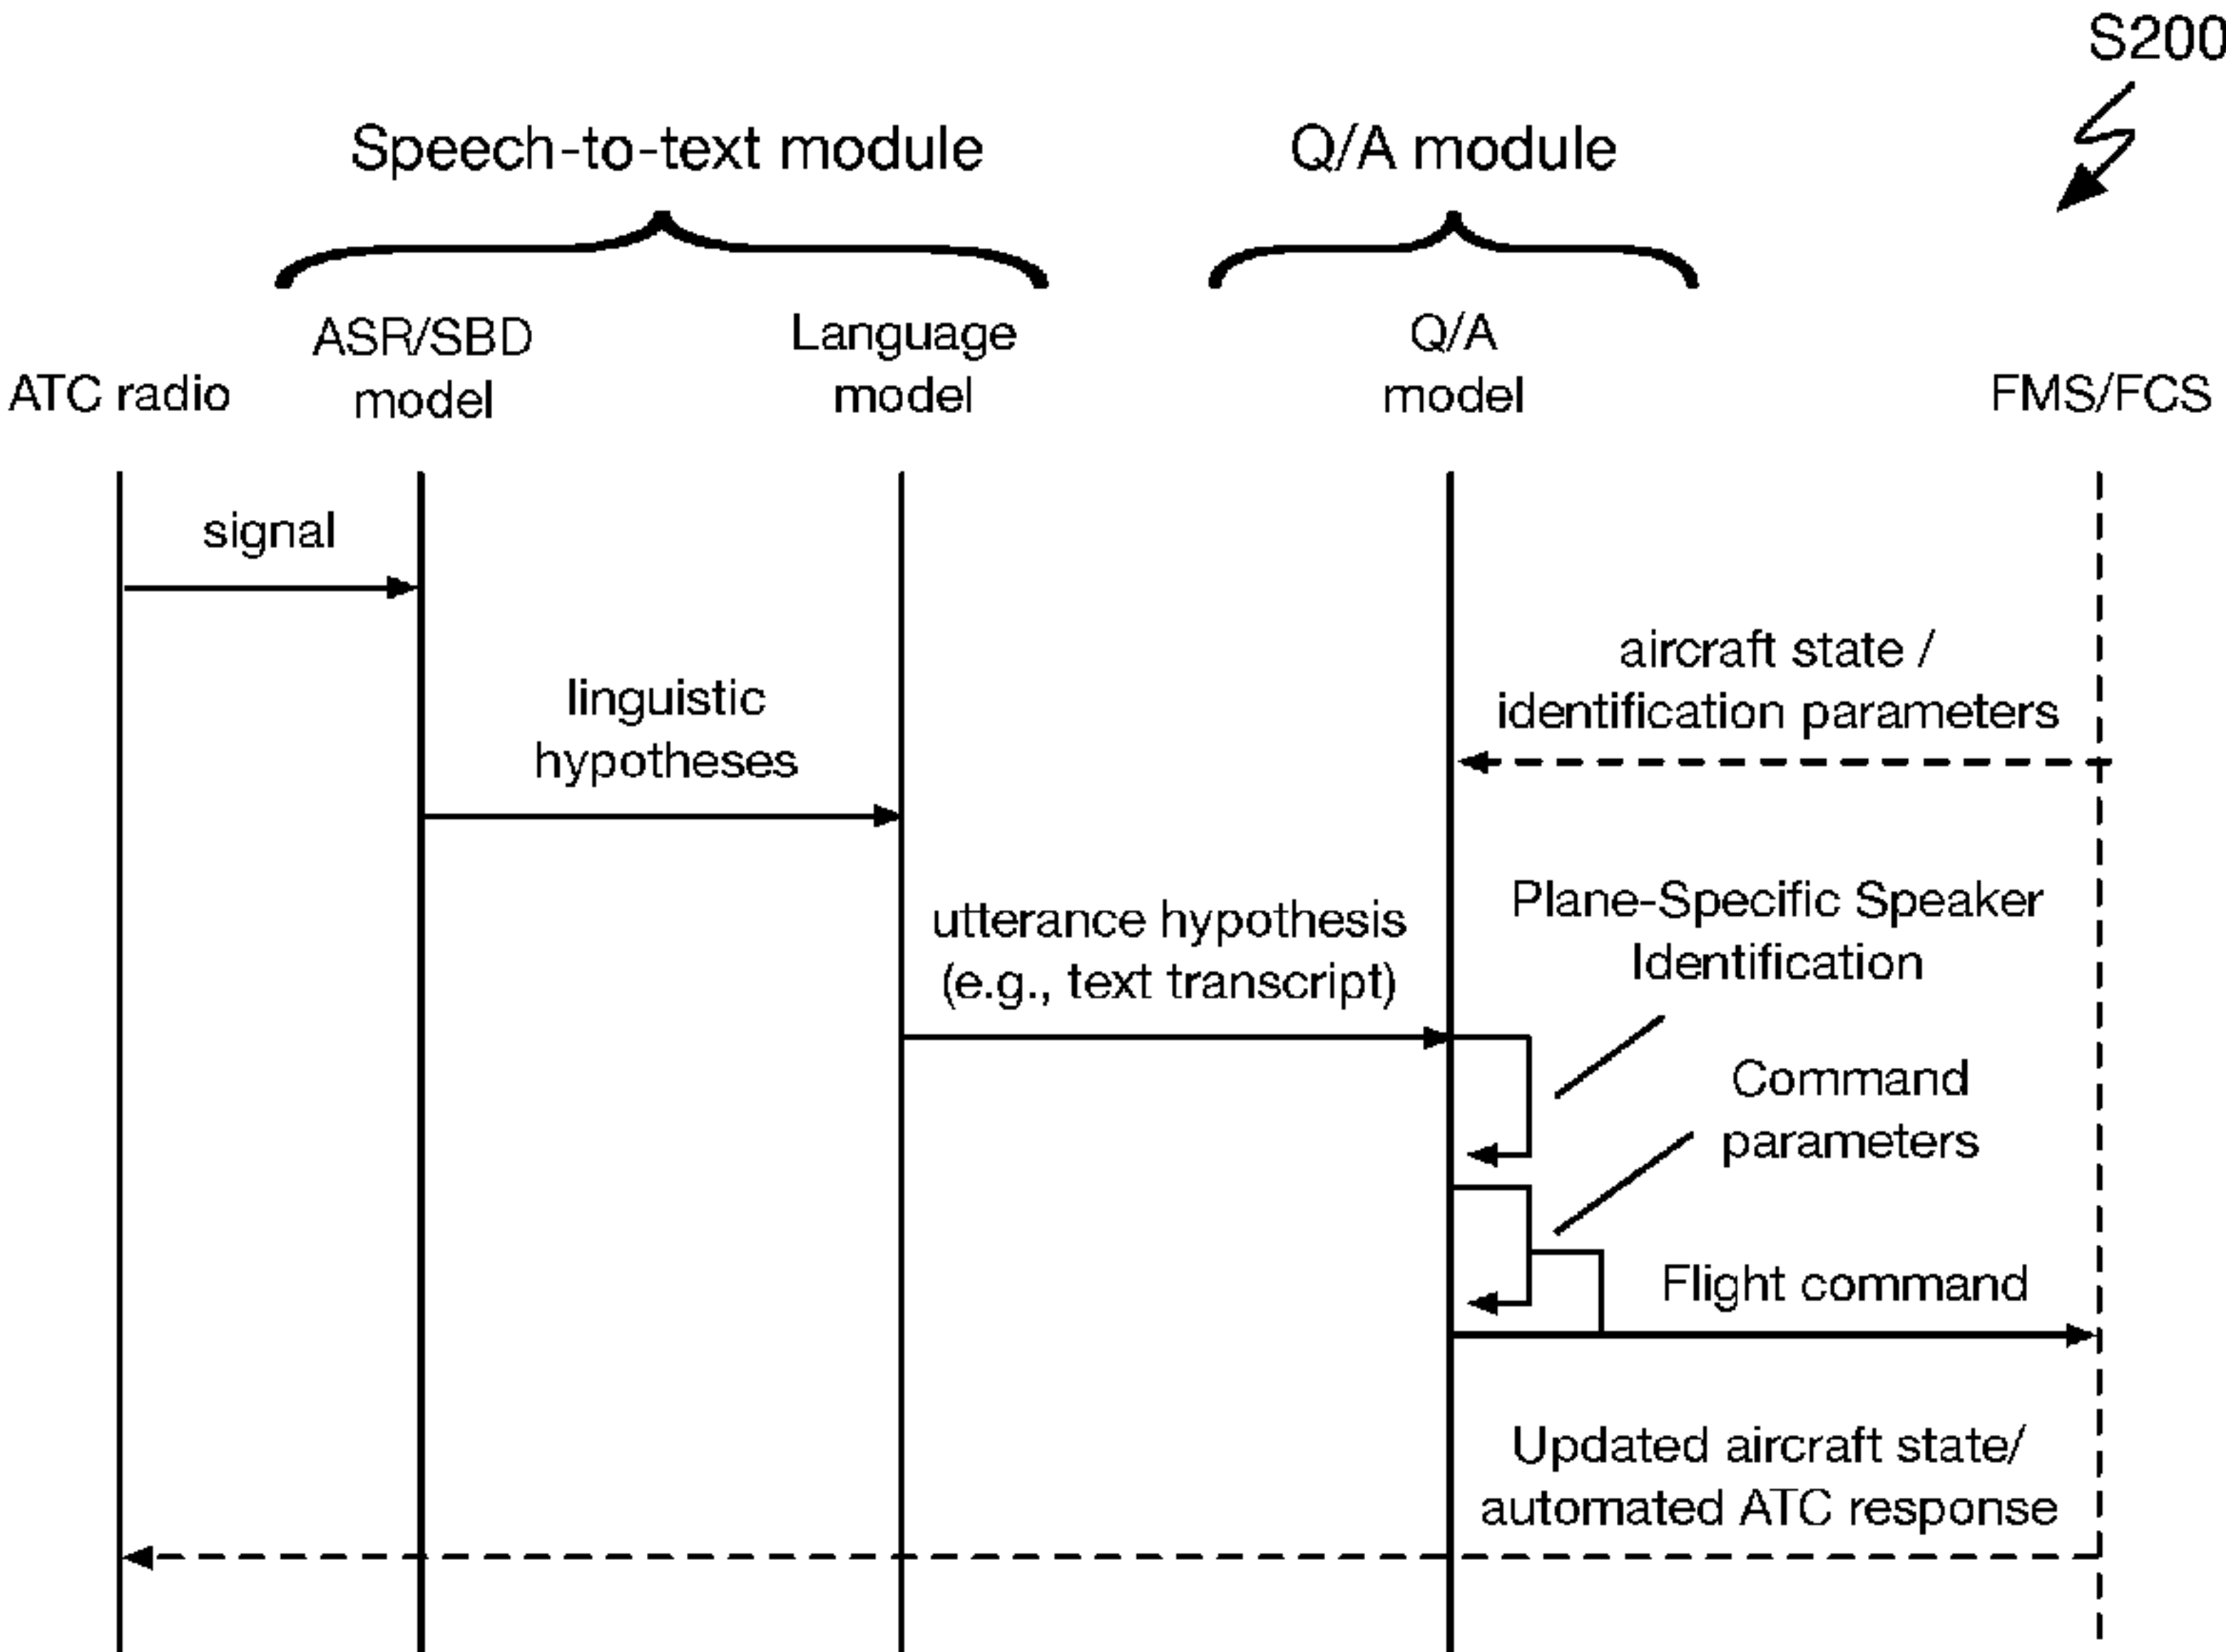 S200
Speech-to-text module
Q/A module
ATC radio
ASR/SBD
model
Language
model
Q/A
model
FMS/FCS
signal
linguistic
hypotheses
aircraft state /
identification parameters
utterance hypothesis
(e.g., text transcript)
Plane-Specific Speaker
Identification
Command
parameters
Flight command
Updated aircraft state/
automated ATC response